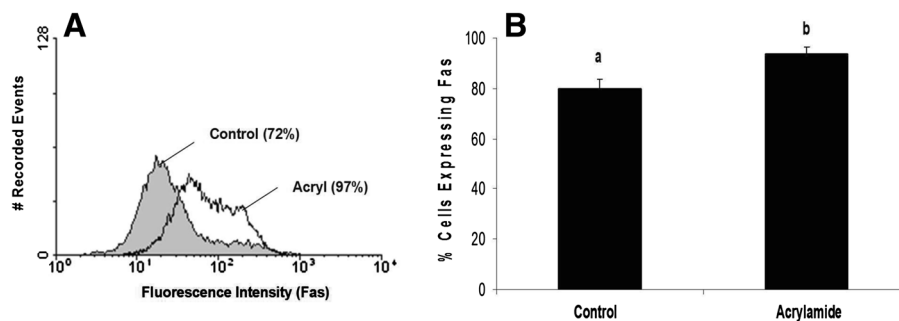 A
128
# Recorded Events
Control (72%)
Acryl (97%)
0
10⁰ 10¹ 10² 10³ 10⁴
Fluorescence Intensity (Fas)
B
100
80
60
40
20
0
% Cells Expressing Fas
a
b
Control Acrylamide